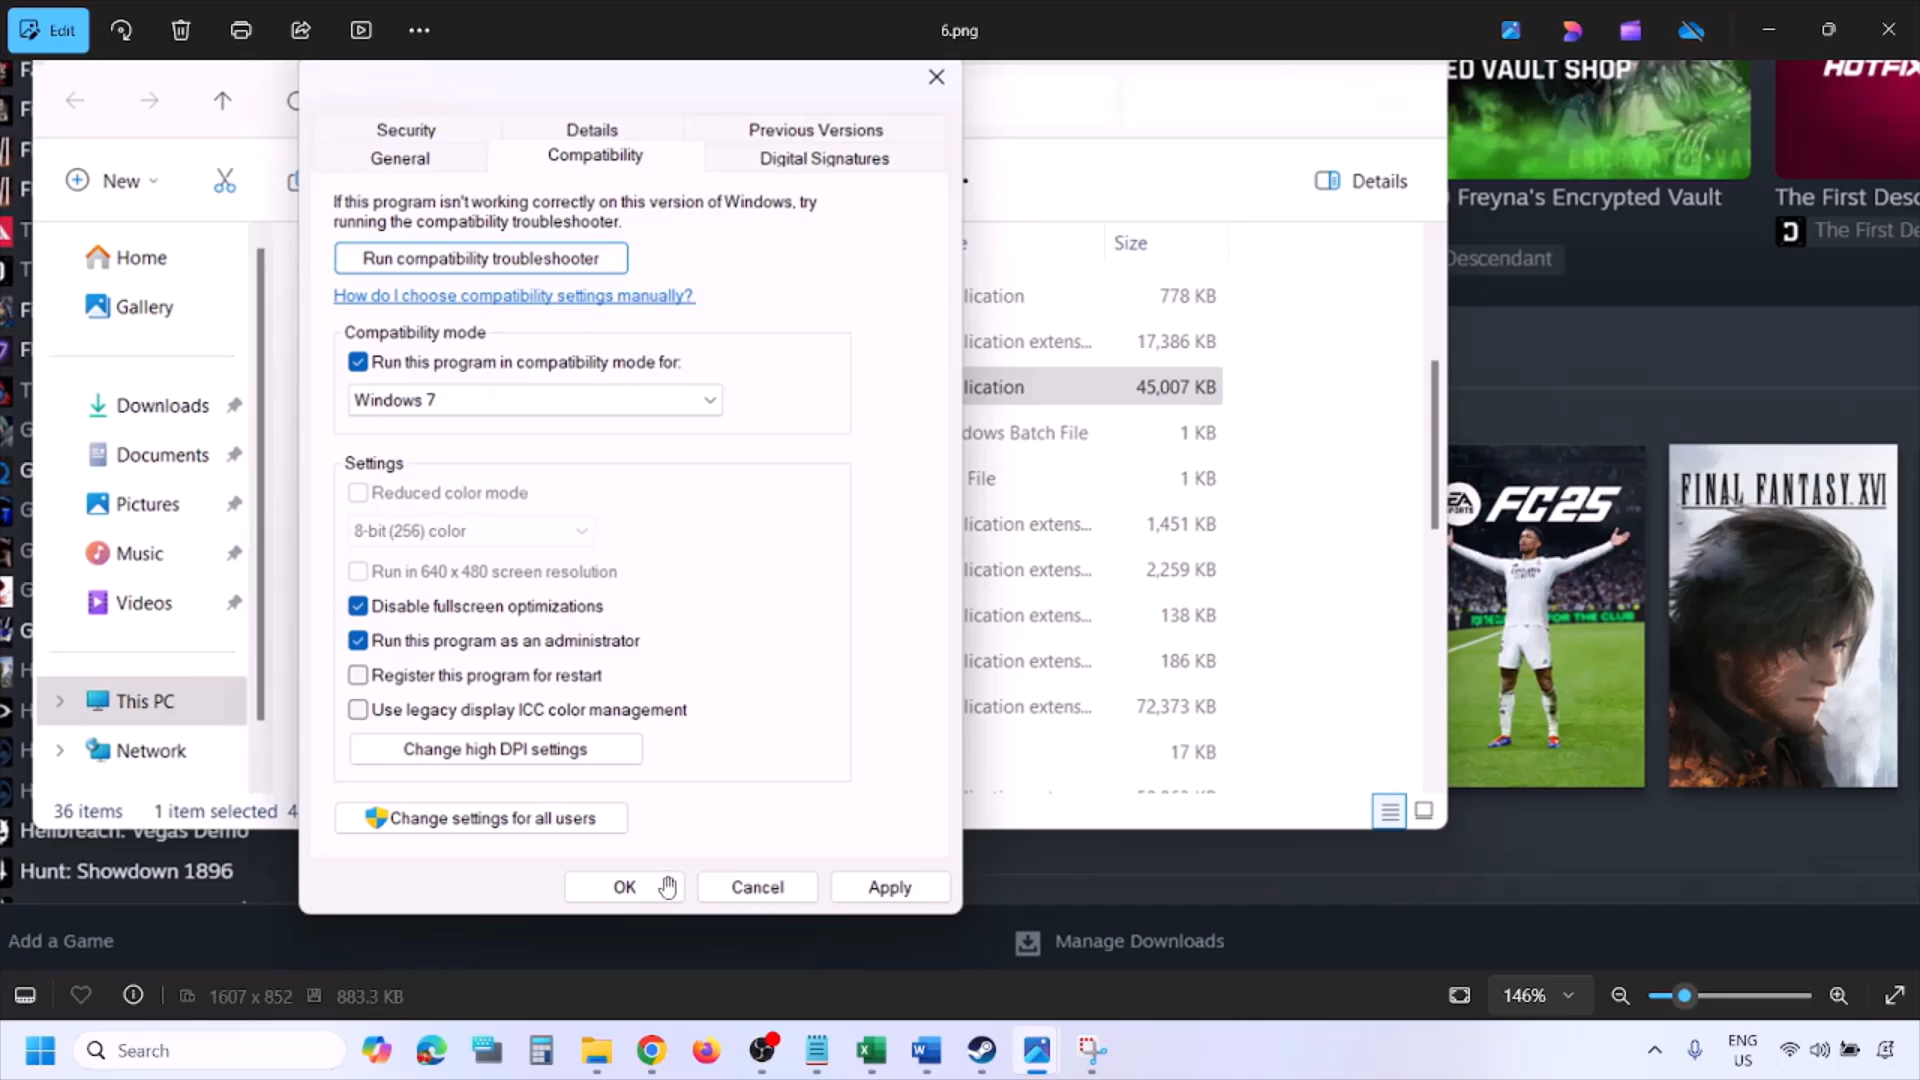 Edit
6.png
New
Home
Gallery
Downloads
Documents
Pictures
Music
Videos
This PC
Network
36 items 1 item selected 4
Security Details Previous Versions
General Compatibility Digital Signatures
If this program isn't working correctly on this version of Windows, try
running the compatibility troubleshooter.
Run compatibility troubleshooter
How do I choose compatibility settings manually?
Compatibility mode
Run this program in compatibility mode for:
Windows 7
Settings
Reduced color mode
8-bit (256) color
Run in 640 x 480 screen resolution
Disable fullscreen optimizations
Run this program as an administrator
Register this program for restart
Use legacy display ICC color management
Change high DPI settings
Change settings for all users
OK Cancel Apply
Details
Size
lication 778 KB
lication extens... 17,386 KB
lication 45,007 KB
dows Batch File 1 KB
File 1 KB
lication extens... 1,451 KB
lication extens... 2,259 KB
lication extens... 138 KB
lication extens... 186 KB
lication extens... 72,373 KB
17 KB
ED VAULT SHOP
HOTFIX
Freyna's Encrypted Vault
The First Desc
The First De
Descendant
EA SPORTS FC25
FINAL FANTASY XVI
Hellbreach: Vegas Demo
Hunt: Showdown 1896
Add a Game
Manage Downloads
1607 x 852 883.3 KB
146%
Search
ENG
US